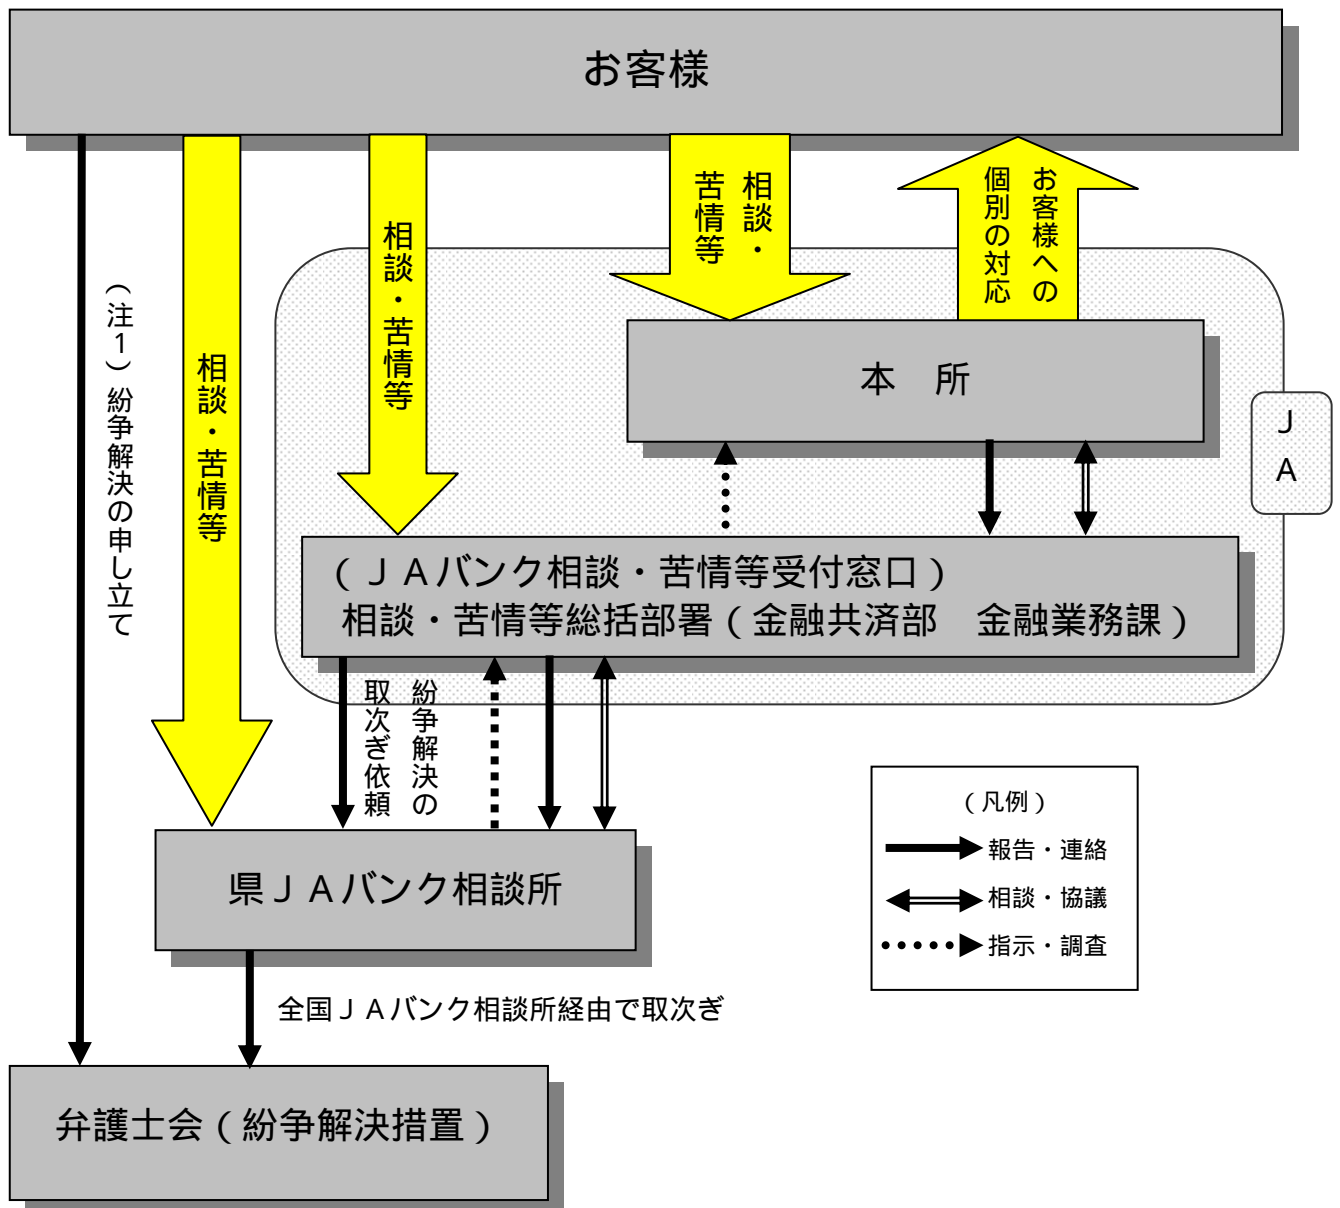 お客様
相談・
苦情等
お客様への
個別の対応
相談・苦情等
相談・苦情等
(注1)紛争解決の申し立て
本　所
JA
(JAバンク相談・苦情等受付窓口)
相談・苦情等総括部署(金融共済部　金融業務課)
紛争解決の
取次ぎ依頼
県JAバンク相談所
(凡例)
報告・連絡
相談・協議
指示・調査
全国JAバンク相談所経由で取次ぎ
弁護士会(紛争解決措置)